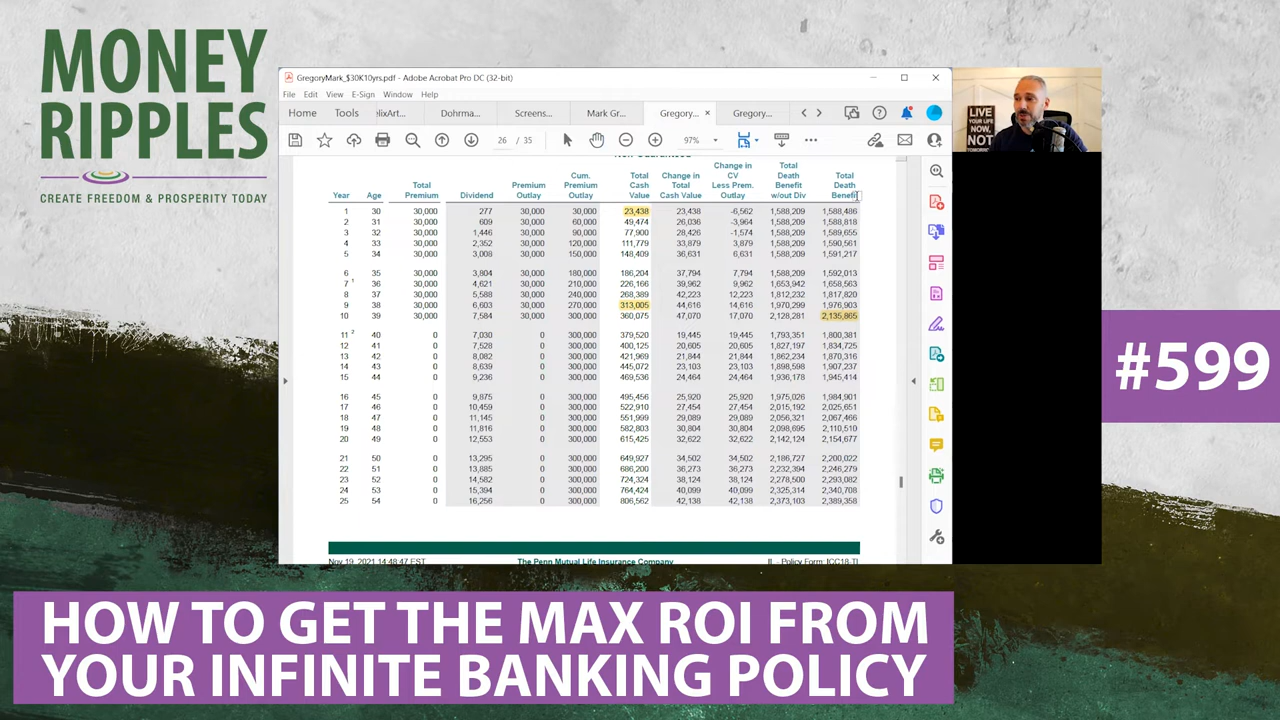 MONEY
RIPPLES
CREATE FREEDOM & PROSPERITY TODAY
GregoryMark_$30K10yrs.pdf - Adobe Acrobat Pro DC (32-bit)
File Edit View E-Sign Window Help
Home Tools elixArt... Dohrma... Screens... Mark Gr... Gregory... × Gregory...
26 / 35 97%
Year Age Total Premium Dividend Premium Outlay Cum. Premium Outlay Total Cash Value Change in Total Cash Value Change in CV Less Prem. Outlay Total Death Benefit w/out Div Total Death Benefit
1 30 30,000 277 30,000 30,000 23,438 23,438 -6,562 1,588,209 1,588,486
2 31 30,000 609 30,000 60,000 49,474 26,036 -3,964 1,588,209 1,588,818
3 32 30,000 1,446 30,000 90,000 77,900 28,426 -1,574 1,588,209 1,589,655
4 33 30,000 2,352 30,000 120,000 111,779 33,879 3,879 1,588,209 1,590,561
5 34 30,000 3,008 30,000 150,000 148,409 36,631 6,631 1,588,209 1,591,217
6 35 30,000 3,804 30,000 180,000 186,204 37,794 7,794 1,588,209 1,592,013
7 1 36 30,000 4,621 30,000 210,000 226,166 39,962 9,962 1,653,942 1,658,563
8 37 30,000 5,588 30,000 240,000 268,389 42,223 12,223 1,812,232 1,817,820
9 38 30,000 6,603 30,000 270,000 313,005 44,616 14,616 1,970,299 1,976,903
10 39 30,000 7,584 30,000 300,000 360,075 47,070 17,070 2,128,281 2,135,865
11 2 40 0 7,030 0 300,000 379,520 19,445 19,445 1,793,351 1,800,381
12 41 0 7,528 0 300,000 400,125 20,605 20,605 1,827,197 1,834,725
13 42 0 8,082 0 300,000 421,969 21,844 21,844 1,862,234 1,870,316
14 43 0 8,639 0 300,000 445,072 23,103 23,103 1,898,598 1,907,237
15 44 0 9,236 0 300,000 469,536 24,464 24,464 1,936,178 1,945,414
16 45 0 9,875 0 300,000 495,456 25,920 25,920 1,975,026 1,984,901
17 46 0 10,459 0 300,000 522,910 27,454 27,454 2,015,192 2,025,651
18 47 0 11,145 0 300,000 551,999 29,089 29,089 2,056,321 2,067,466
19 48 0 11,816 0 300,000 582,803 30,804 30,804 2,098,695 2,110,510
20 49 0 12,553 0 300,000 615,425 32,622 32,622 2,142,124 2,154,677
21 50 0 13,295 0 300,000 649,927 34,502 34,502 2,186,727 2,200,022
22 51 0 13,885 0 300,000 686,200 36,273 36,273 2,232,394 2,246,279
23 52 0 14,582 0 300,000 724,324 38,124 38,124 2,278,500 2,293,082
24 53 0 15,394 0 300,000 764,424 40,099 40,099 2,325,314 2,340,708
25 54 0 16,256 0 300,000 806,562 42,138 42,138 2,373,103 2,389,358
Nov 19, 2021 14:48:47 EST The Penn Mutual Life Insurance Company
LIVE
YOUR LIFE
NOW,
NOT
TOMORROW
#599
HOW TO GET THE MAX ROI FROM
YOUR INFINITE BANKING POLICY